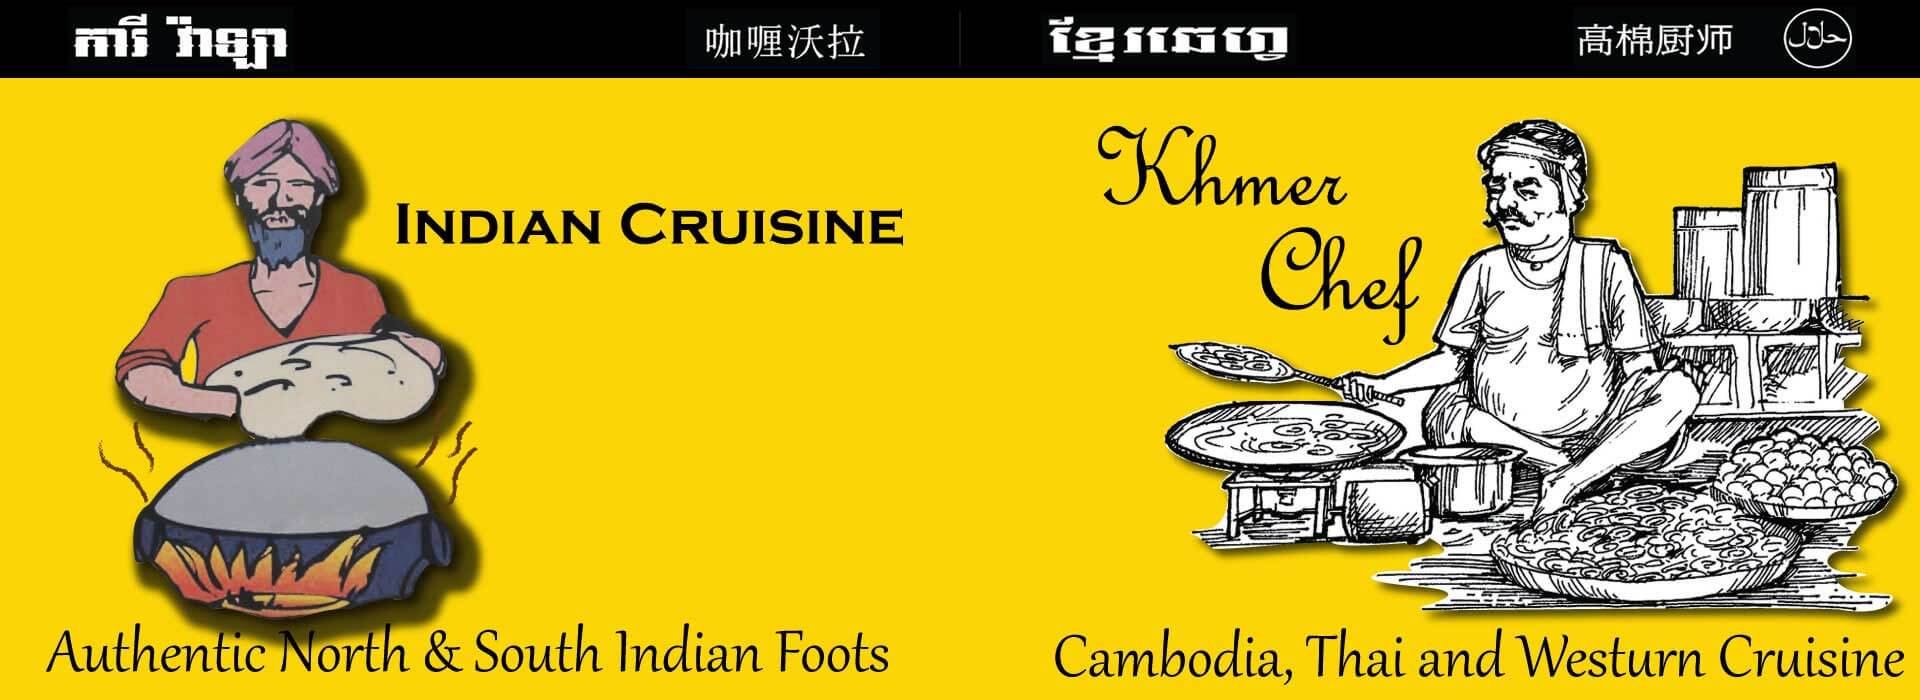 ការី វ៉ាឡា
咖喱沃拉
ខ្មែរឆេហ្វ
高棉厨师
حلال
INDIAN CRUISINE
Khmer
Chef
Authentic North & South Indian Foots
Cambodia, Thai and Westurn Cruisine